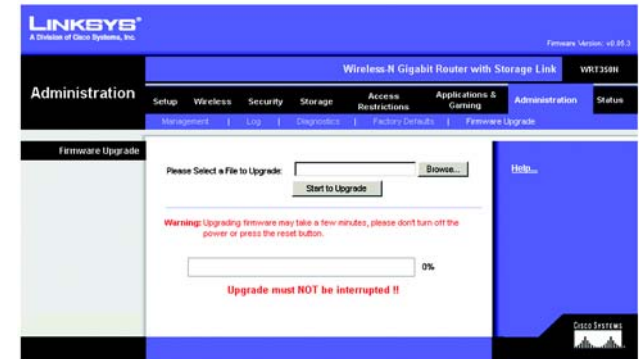 LINKSYS®
A Division of Cisco Systems, Inc.
Firmware Version: v0.05.3
Wireless-N Gigabit Router with Storage Link WRT350N
Administration
Setup Wireless Security Storage Access Restrictions Applications & Gaming Administration Status
Management | Log | Diagnostics | Factory Defaults | Firmware Upgrade
Firmware Upgrade
Please Select a File to Upgrade: Browse...
Start to Upgrade
Help...
Warning: Upgrading firmware may take a few minutes, please don't turn off the
power or press the reset button.
0%
Upgrade must NOT be interrupted !!
CISCO SYSTEMS